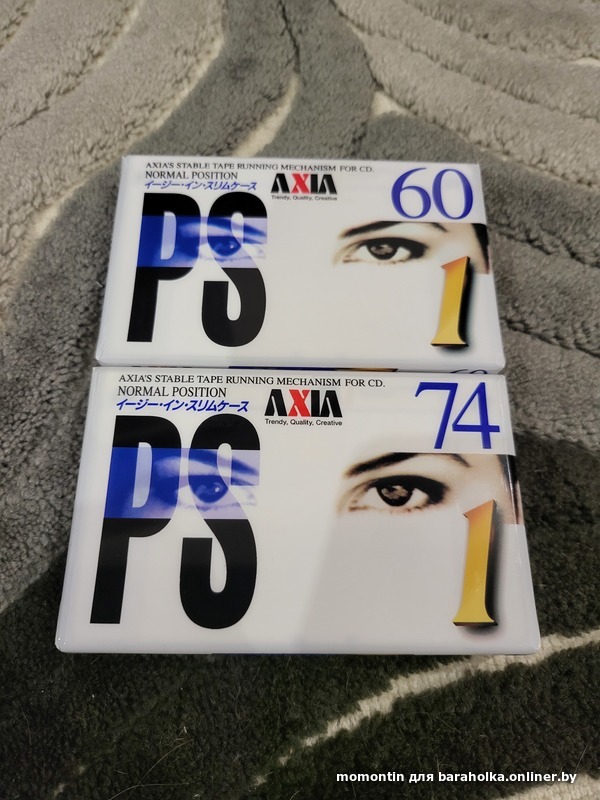 AXIA'S STABLE TAPE RUNNING MECHANISM FOR CD.
NORMAL POSITION
イージー・イン・スリムケース
AXIA
Trendy, Quality, Creative
60
PS
1
AXIA'S STABLE TAPE RUNNING MECHANISM FOR CD.
NORMAL POSITION
イージー・イン・スリムケース
AXIA
Trendy, Quality, Creative
74
PS
1
momontin для baraholka.onliner.by